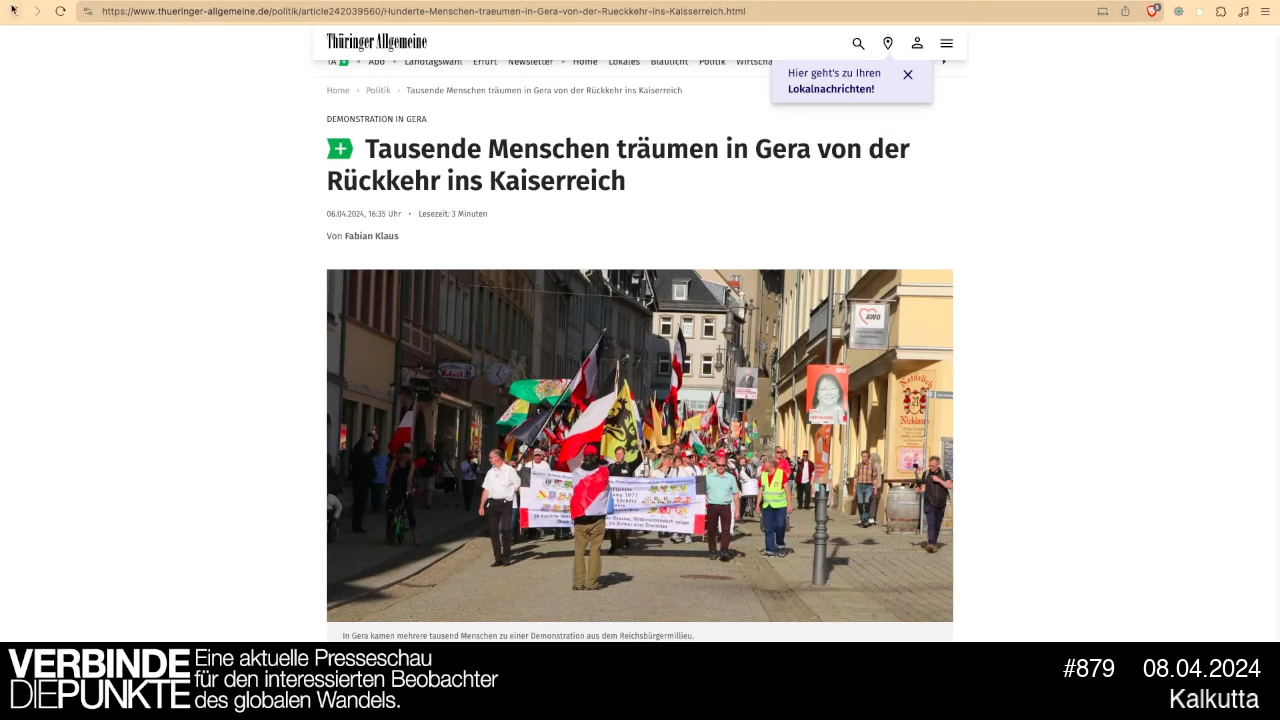 https://www.thueringer-allgemeine.de/politik/article242039560/Tausende-Menschen-traeumen-in-Gera-von-der-Rueckkehr-ins-Kaiserreich.html
Thüringer Allgemeine
TA + • Abo • Landtagswahl Erfurt Newsletter • Home Lokales Blaulicht Politik Wirtscha
Hier geht's zu Ihren
Lokalnachrichten!
Home › Politik › Tausende Menschen träumen in Gera von der Rückkehr ins Kaiserreich
DEMONSTRATION IN GERA
+ Tausende Menschen träumen in Gera von der
Rückkehr ins Kaiserreich
06.04.2024, 16:35 Uhr • Lesezeit: 3 Minuten
Von Fabian Klaus
AWO
In Gera kamen mehrere tausend Menschen zu einer Demonstration aus dem Reichsbürgermillieu.
VERBINDE
DIEPUNKTE
Eine aktuelle Presseschau
für den interessierten Beobachter
des globalen Wandels.
#879 08.04.2024
Kalkutta